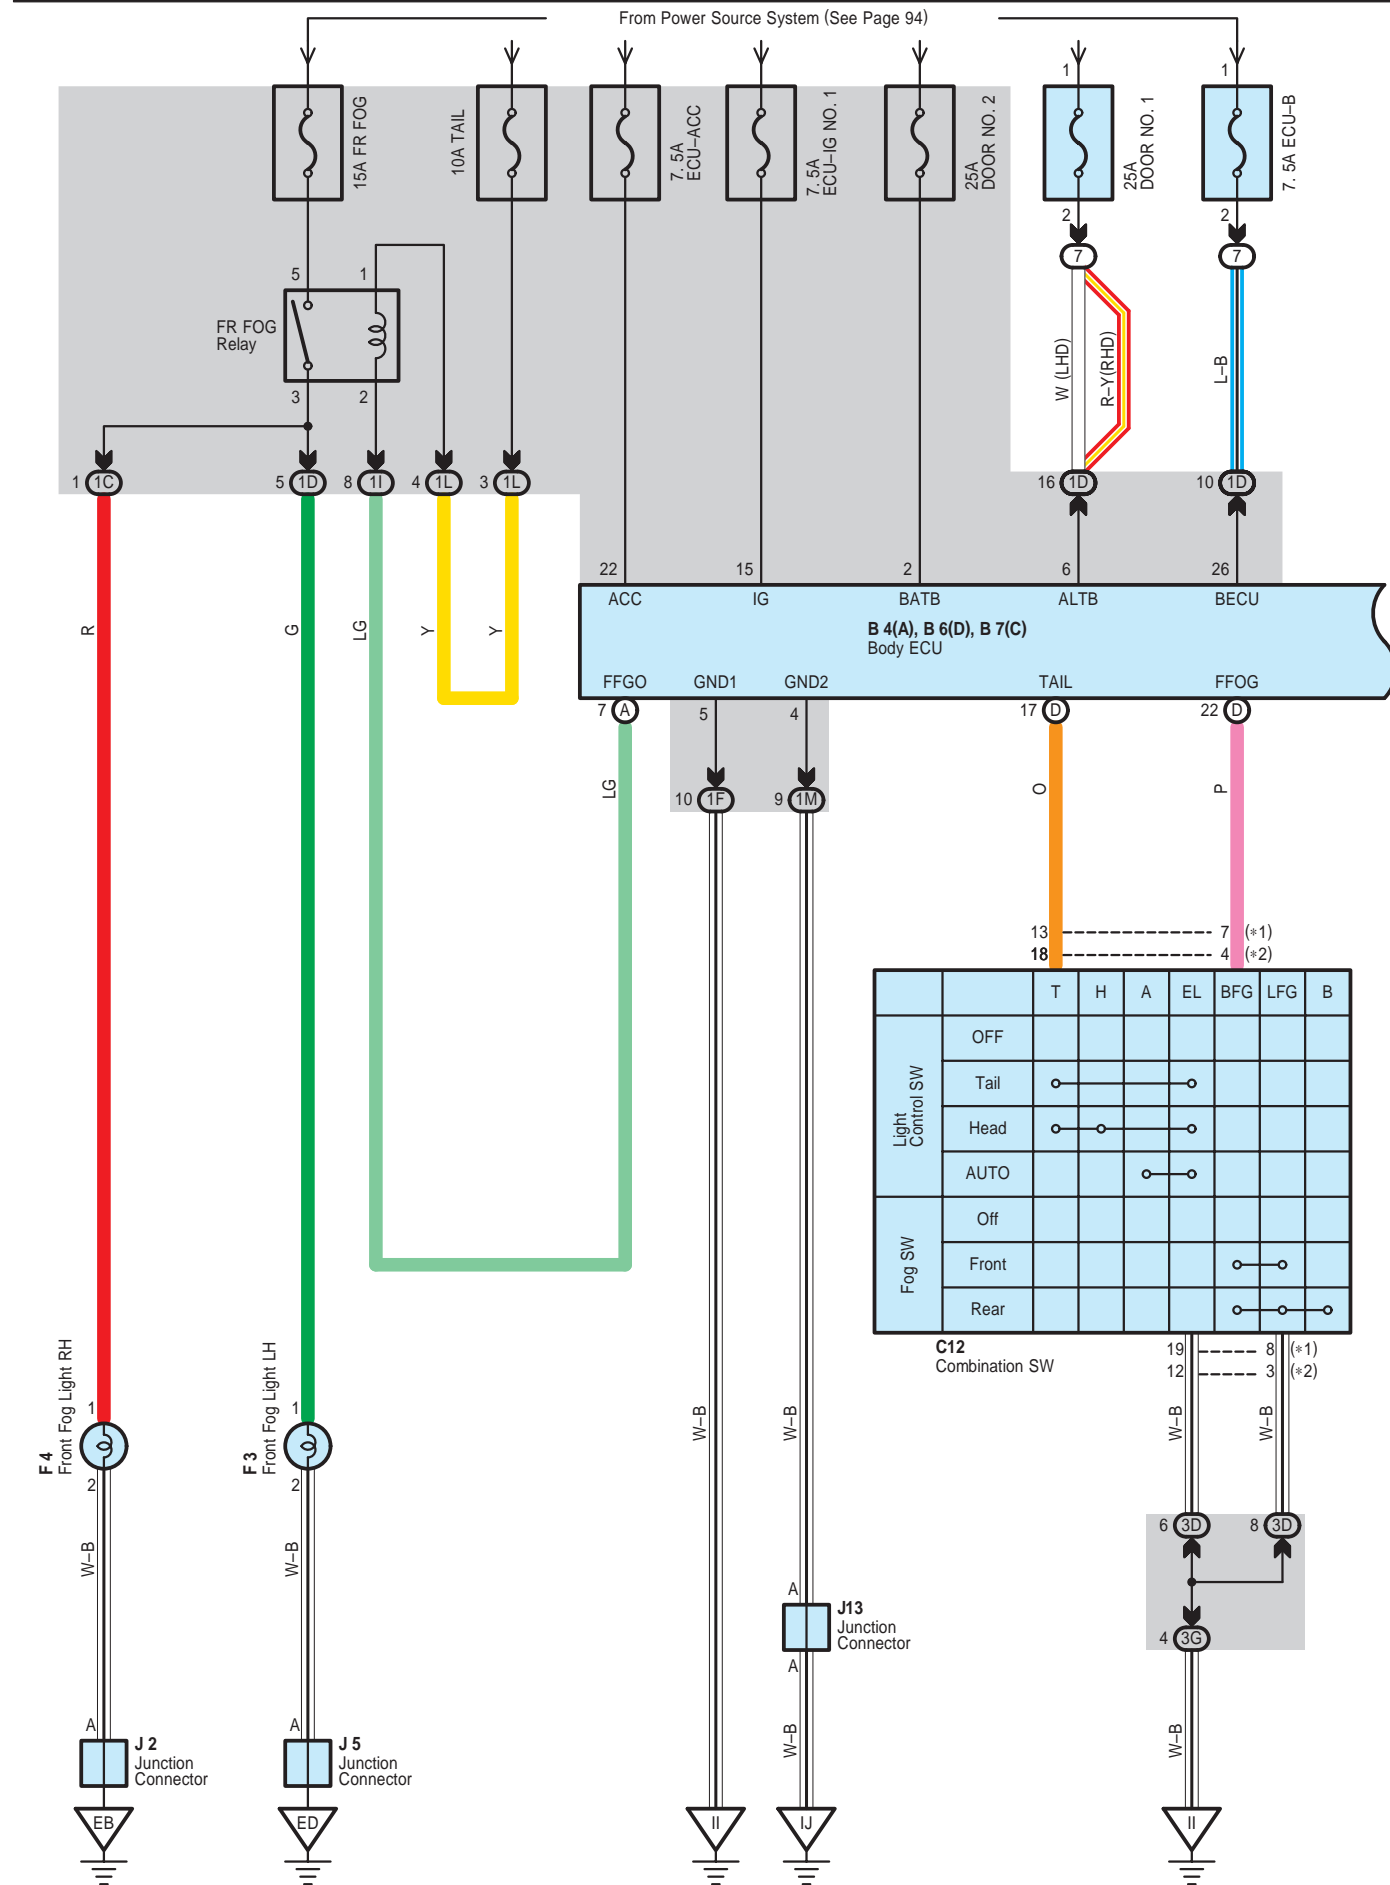 From Power Source System (See Page 94)
1
1
15A FR FOG
10A TAIL
7. 5A
ECU–ACC
7. 5A
ECU–IG NO. 1
25A
DOOR NO. 2
25A
DOOR NO. 1
7. 5A ECU–B
2
2
7
7
5
1
FR FOG
Relay
3
2
W (LHD)
R–Y(RHD)
L–B
1 1C
5 1D
8 1I
4 1L
3 1L
16 1D
10 1D
22
15
2
6
26
ACC
IG
BATB
ALTB
BECU
B 4(A), B 6(D), B 7(C)
Body ECU
R
G
LG
Y
Y
FFGO
GND1
GND2
TAIL
FFOG
7 A
5
4
17 D
22 D
LG
10 1F
9 1M
O
P
13
7 (∗1)
18
4 (∗2)
T
H
A
EL
BFG
LFG
B
Light
Control SW
OFF
Tail
Head
AUTO
Fog SW
Off
Front
Rear
C12
Combination SW
19
8 (∗1)
12
3 (∗2)
F 4
Front Fog Light RH
1
2
F 3
Front Fog Light LH
1
2
W–B
W–B
W–B
W–B
6 3D
8 3D
W–B
W–B
A
J13
Junction
Connector
A
4 3G
A
J 2
Junction
Connector
A
J 5
Junction
Connector
W–B
W–B
EB
ED
II
IJ
II